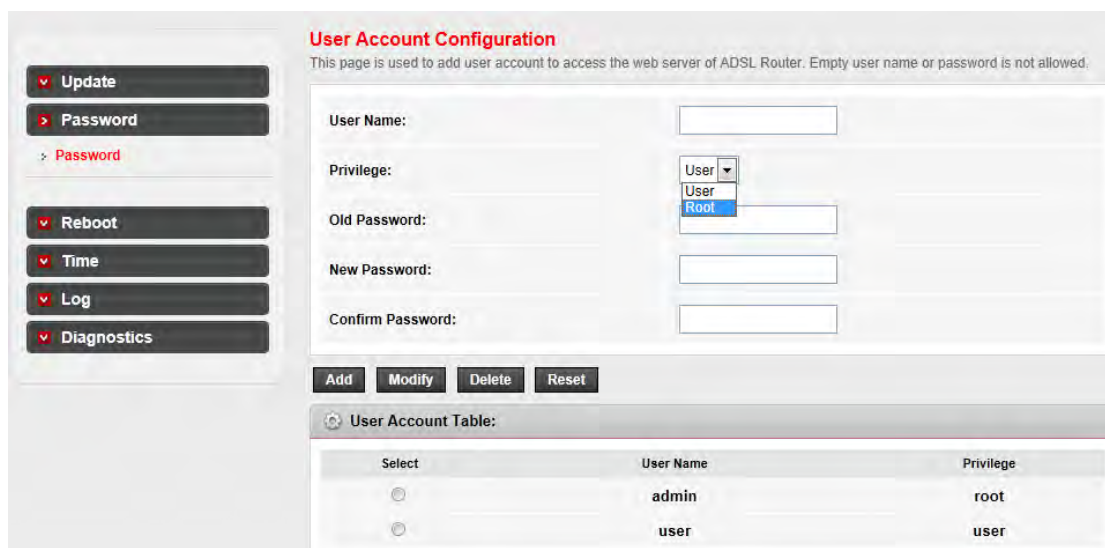 User Account Configuration
This page is used to add user account to access the web server of ADSL Router. Empty user name or password is not allowed.
Update
Password
Password
Reboot
Time
Log
Diagnostics
User Name:
Privilege:
User
User
Root
Old Password:
New Password:
Confirm Password:
Add Modify Delete Reset
User Account Table:
Select User Name Privilege
admin root
user user